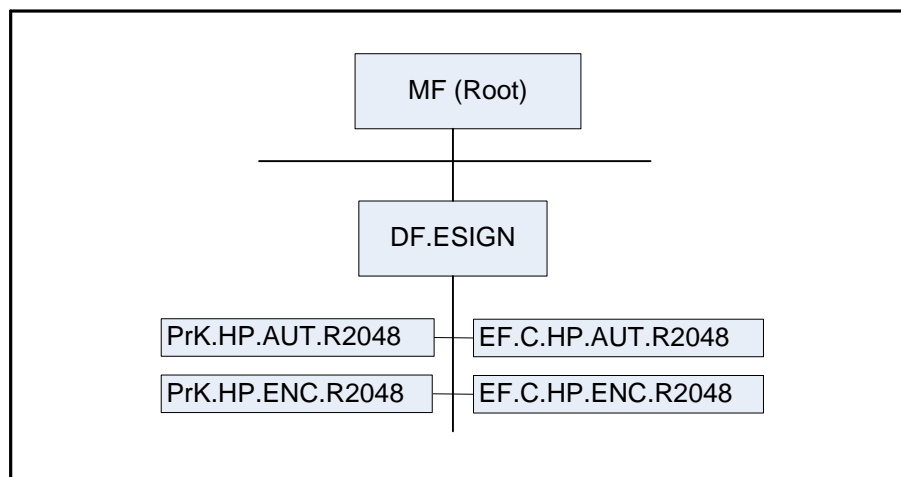 MF (Root)
DF.ESIGN
PrK.HP.AUT.R2048
EF.C.HP.AUT.R2048
PrK.HP.ENC.R2048
EF.C.HP.ENC.R2048